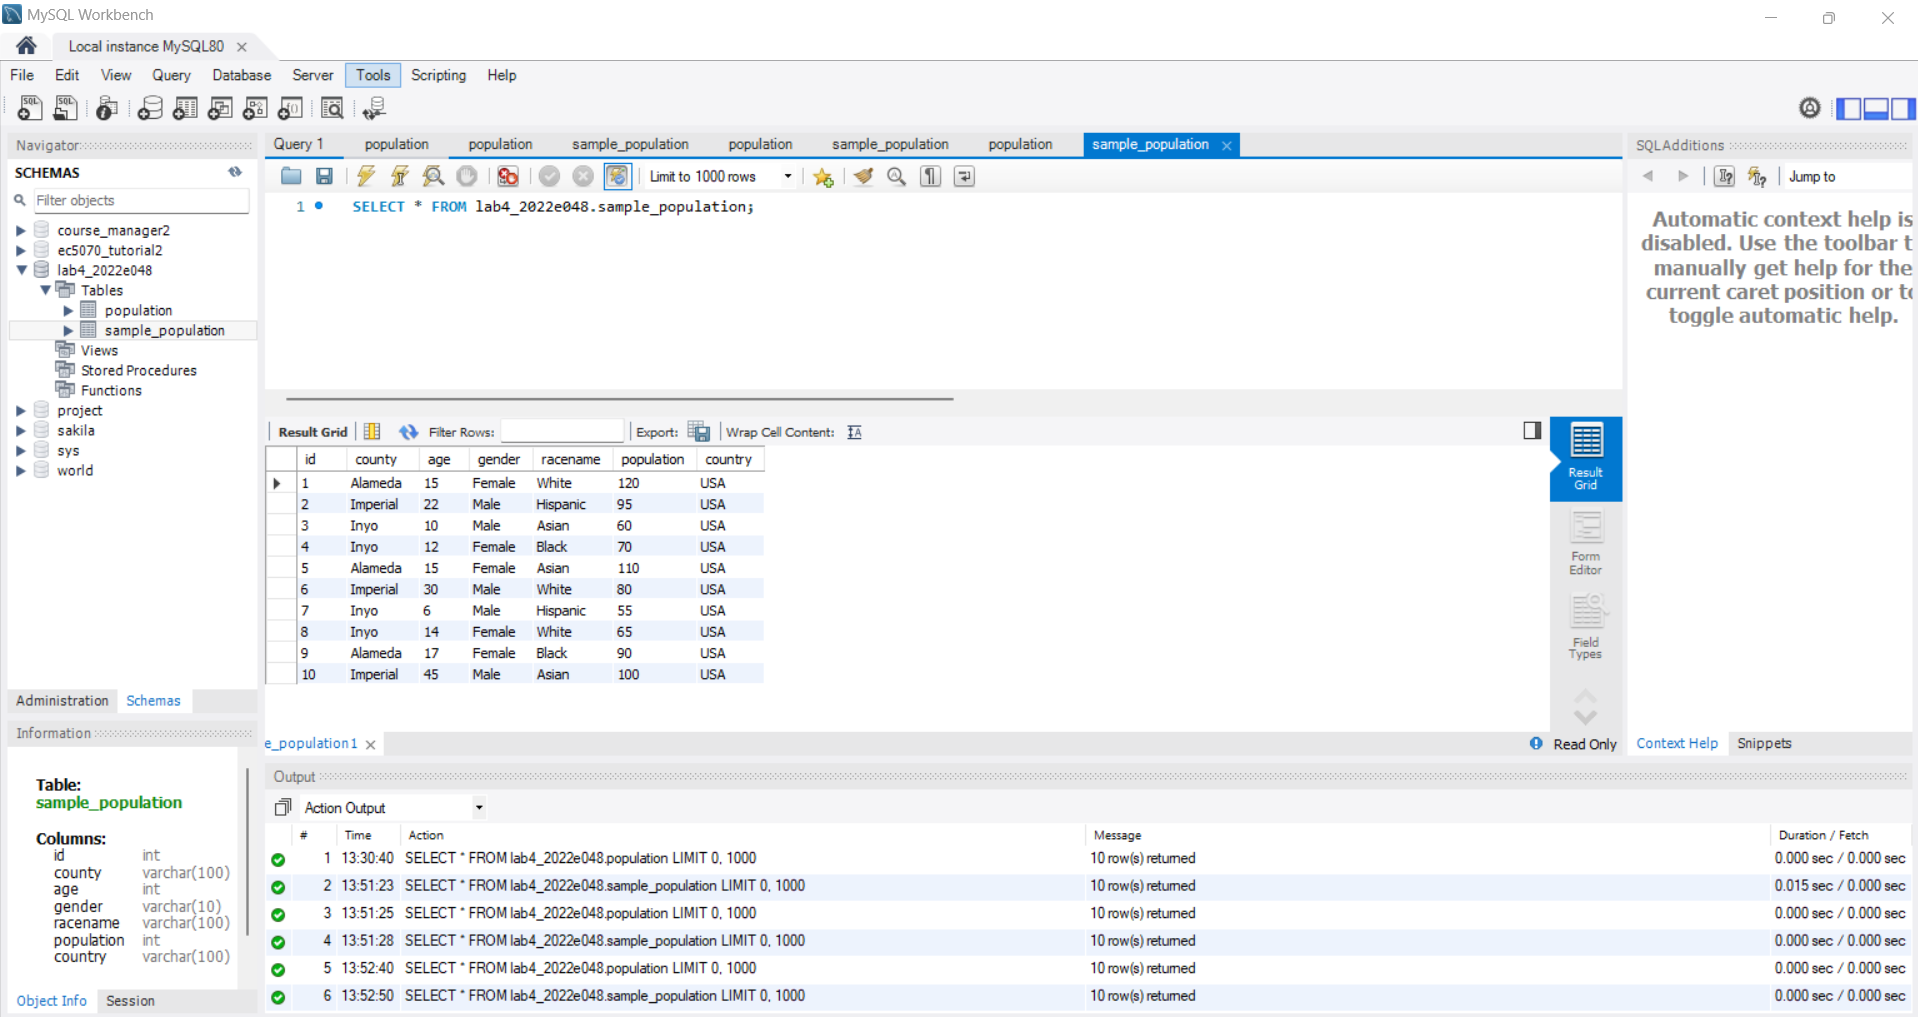 MySQL Workbench
Local instance MySQL80
File Edit View Query Database Server Tools Scripting Help
Navigator
SCHEMAS
Filter objects
course_manager2
ec5070_tutorial2
lab4_2022e048
Tables
population
sample_population
Views
Stored Procedures
Functions
project
sakila
sys
world
Administration Schemas
Information
Table:
sample_population
Columns:
id int
county varchar(100)
age int
gender varchar(10)
racename varchar(100)
population int
country varchar(100)
Object Info Session
Query 1 population population sample_population population sample_population population sample_population
Limit to 1000 rows
1 SELECT * FROM lab4_2022e048.sample_population;
Result Grid Filter Rows: Export: Wrap Cell Content:
id county age gender racename population country
1 Alameda 15 Female White 120 USA
2 Imperial 22 Male Hispanic 95 USA
3 Inyo 10 Male Asian 60 USA
4 Inyo 12 Female Black 70 USA
5 Alameda 15 Female Asian 110 USA
6 Imperial 30 Male White 80 USA
7 Inyo 6 Male Hispanic 55 USA
8 Inyo 14 Female White 65 USA
9 Alameda 17 Female Black 90 USA
10 Imperial 45 Male Asian 100 USA
Result
Grid
Form
Editor
Field
Types
e_population1
Read Only
SQLAdditions
Jump to
Automatic context help is
disabled. Use the toolbar t
manually get help for the
current caret position or to
toggle automatic help.
Context Help Snippets
Output
Action Output
# Time Action Message Duration / Fetch
1 13:30:40 SELECT * FROM lab4_2022e048.population LIMIT 0, 1000 10 row(s) returned 0.000 sec / 0.000 sec
2 13:51:23 SELECT * FROM lab4_2022e048.sample_population LIMIT 0, 1000 10 row(s) returned 0.015 sec / 0.000 sec
3 13:51:25 SELECT * FROM lab4_2022e048.population LIMIT 0, 1000 10 row(s) returned 0.000 sec / 0.000 sec
4 13:51:28 SELECT * FROM lab4_2022e048.sample_population LIMIT 0, 1000 10 row(s) returned 0.000 sec / 0.000 sec
5 13:52:40 SELECT * FROM lab4_2022e048.population LIMIT 0, 1000 10 row(s) returned 0.000 sec / 0.000 sec
6 13:52:50 SELECT * FROM lab4_2022e048.sample_population LIMIT 0, 1000 10 row(s) returned 0.000 sec / 0.000 sec